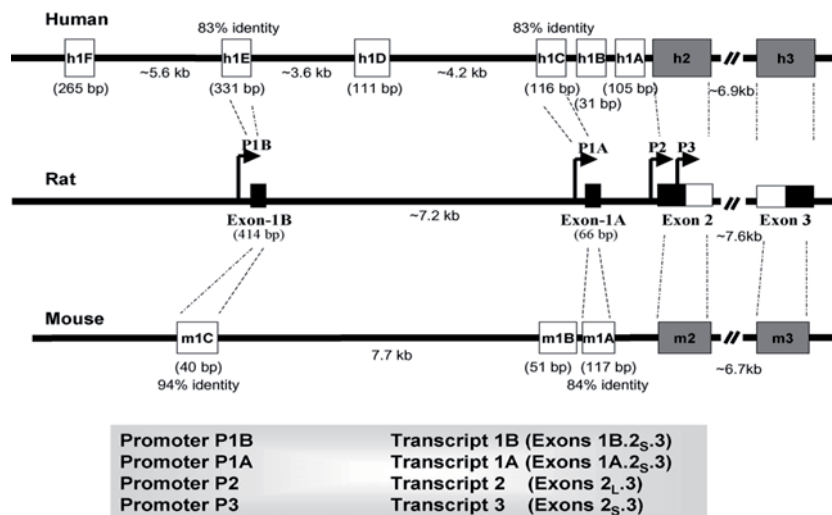 Human
83% identity
83% identity
h1F
h1E
h1D
h1C
h1B
h1A
h2
h3
(265 bp)
~5.6 kb
(331 bp)
~3.6 kb
(111 bp)
~4.2 kb
(116 bp)
(31 bp)
(105 bp)
~6.9kb
P1B
P1A
P2
P3
Rat
Exon-1B
(414 bp)
~7.2 kb
Exon-1A
(66 bp)
Exon 2
~7.6kb
Exon 3
Mouse
m1C
m1B
m1A
m2
m3
(40 bp)
94% identity
7.7 kb
(51 bp)
(117 bp)
84% identity
~6.7kb
Promoter P1B Transcript 1B (Exons 1B.2S.3)
Promoter P1A Transcript 1A (Exons 1A.2S.3)
Promoter P2 Transcript 2 (Exons 2L.3)
Promoter P3 Transcript 3 (Exons 2S.3)